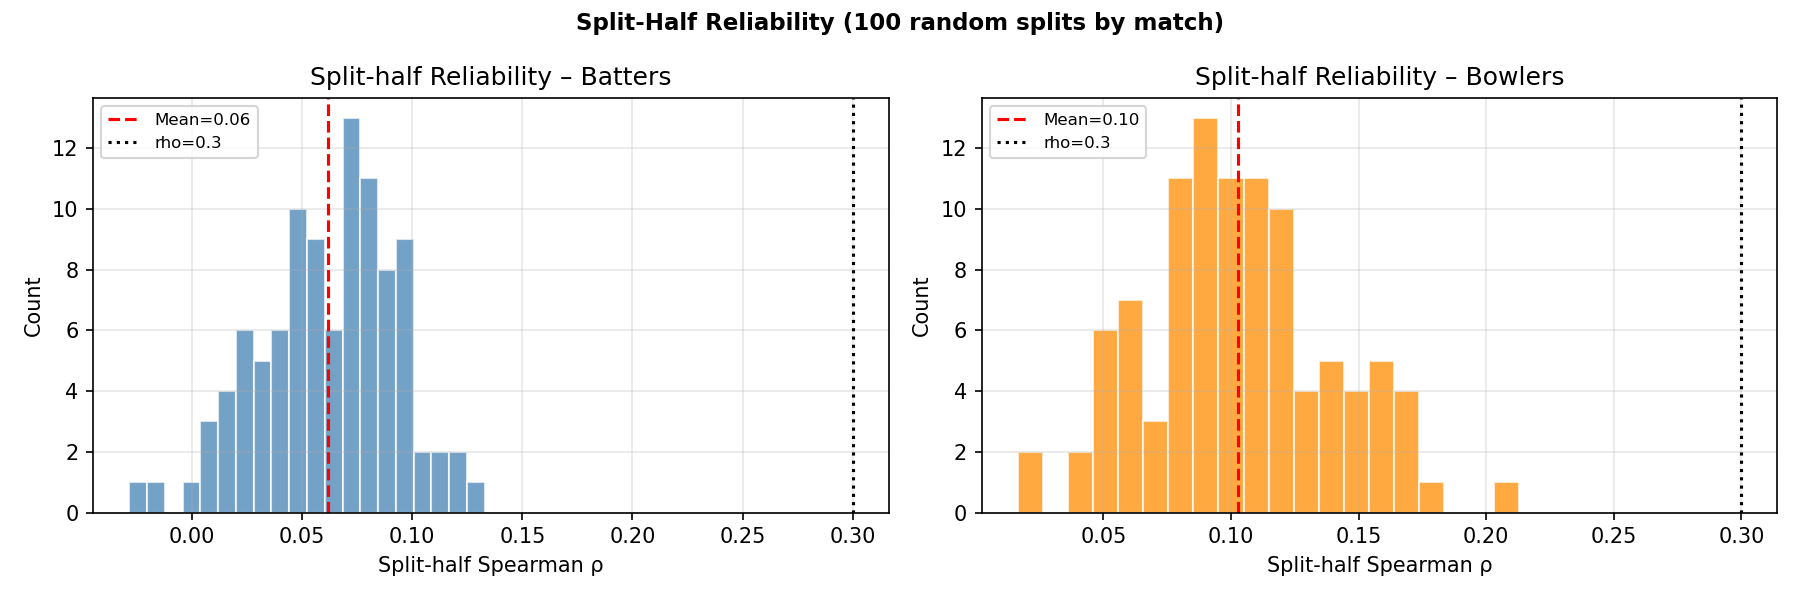 Split-Half Reliability (100 random splits by match)
Split-half Reliability – Batters
Mean=0.06
rho=0.3
Count
12
10
8
6
4
2
0
0.00 0.05 0.10 0.15 0.20 0.25 0.30
Split-half Spearman ρ
Split-half Reliability – Bowlers
Mean=0.10
rho=0.3
Count
12
10
8
6
4
2
0
0.05 0.10 0.15 0.20 0.25 0.30
Split-half Spearman ρ